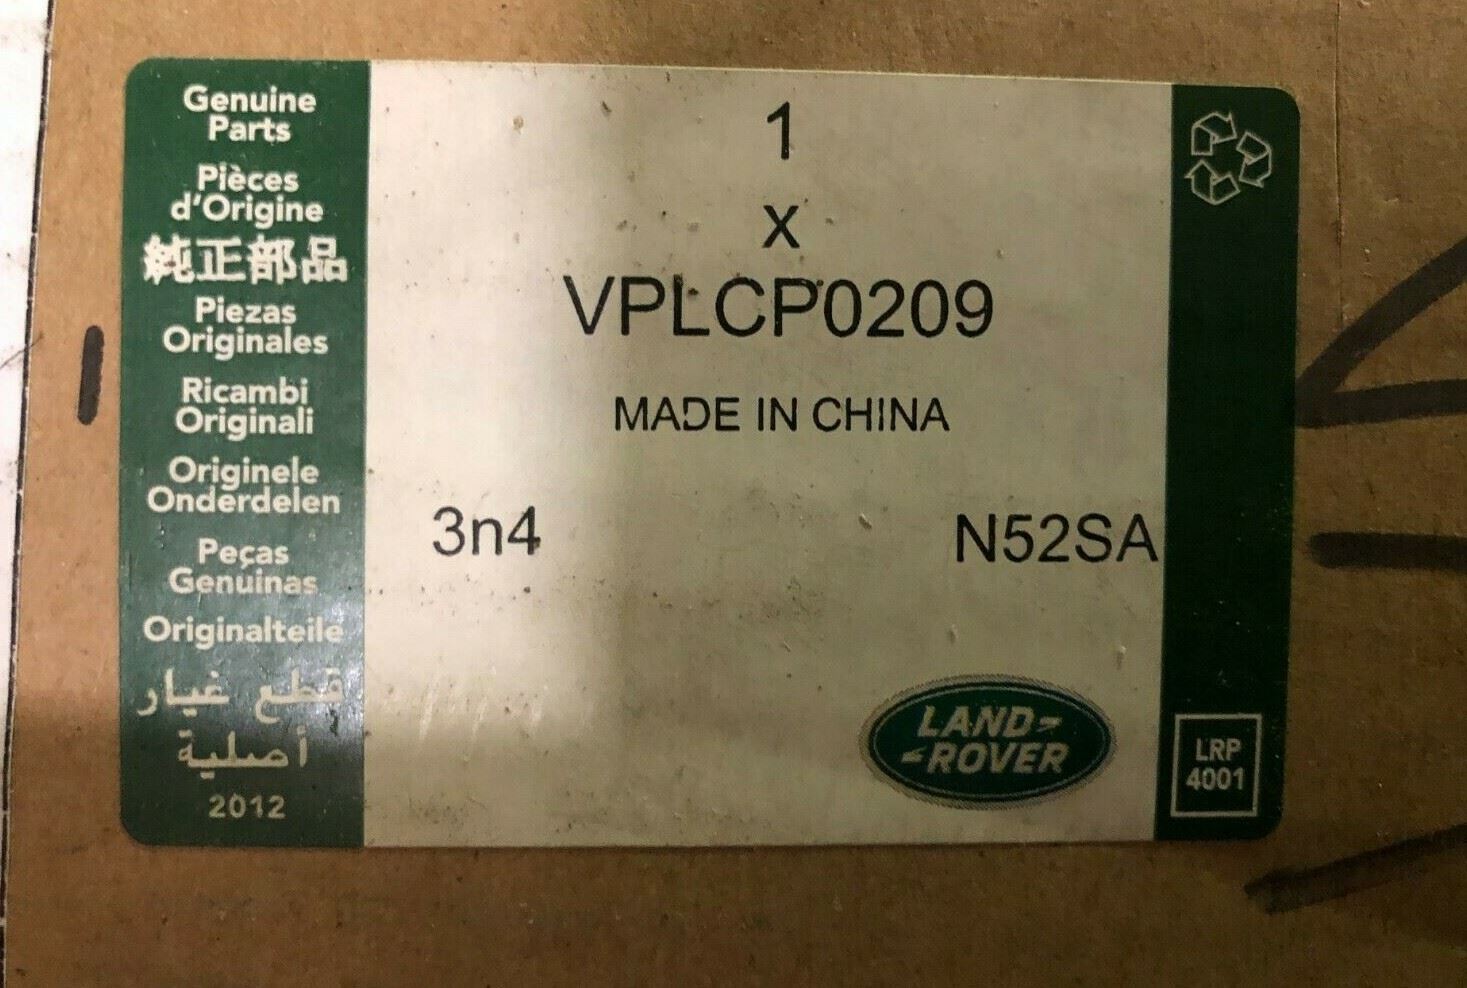 Genuine
Parts
Pièces
d'Origine
純正部品
Piezas
Originales
Ricambi
Originali
Originele
Onderdelen
Peças
Genuinas
Originalteile
قطع غيار
أصلية
2012
1
x
VPLCP0209
MADE IN CHINA
3n4
N52SA
LAND
ROVER
LRP
4001